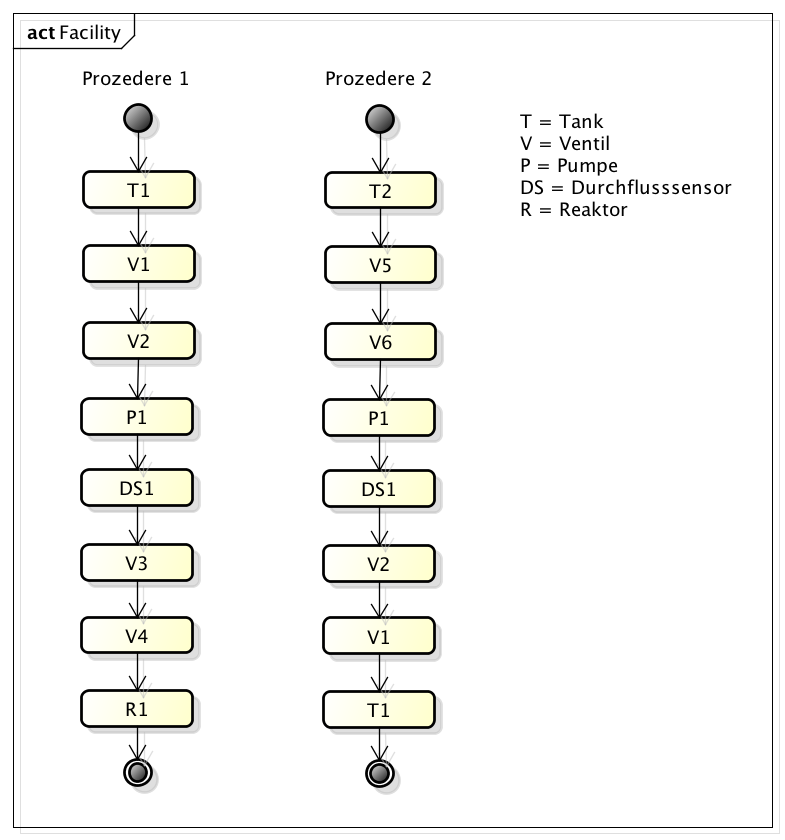 act Facility
Prozedere 1
T1
V1
V2
P1
DS1
V3
V4
R1
Prozedere 2
T2
V5
V6
P1
DS1
V2
V1
T1
T = Tank
V = Ventil
P = Pumpe
DS = Durchflusssensor
R = Reaktor